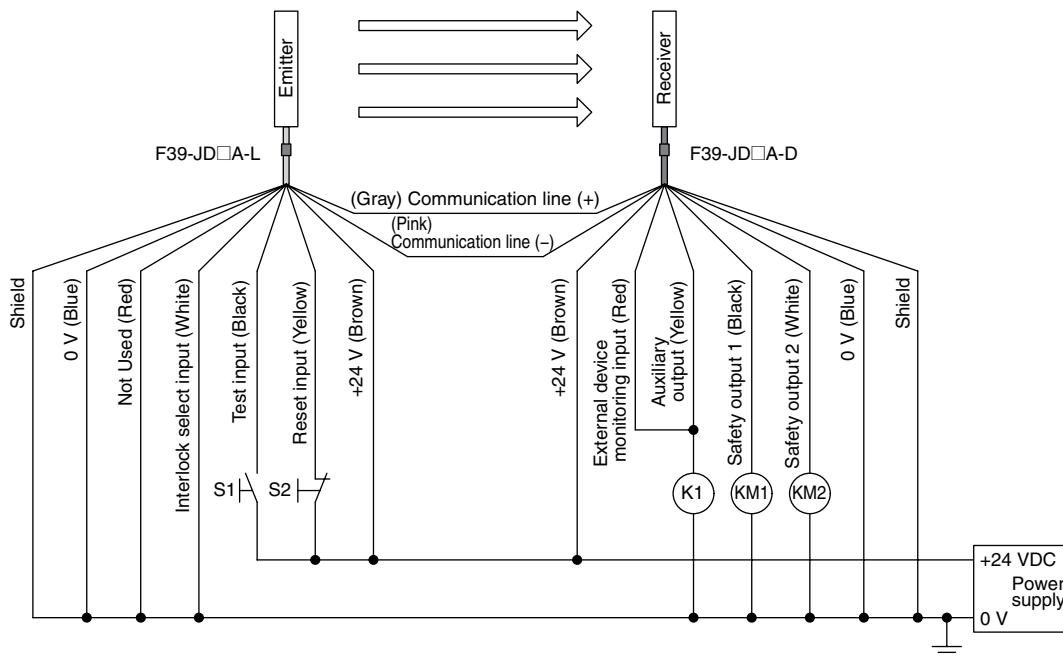 Emitter
Receiver
F39-JD□A-L
F39-JD□A-D
(Gray) Communication line (+)
(Pink)
Communication line (−)
Shield
0 V (Blue)
Not Used (Red)
Interlock select input (White)
Test input (Black)
Reset input (Yellow)
+24 V (Brown)
+24 V (Brown)
External device
monitoring input (Red)
Auxiliary
output (Yellow)
Safety output 1 (Black)
Safety output 2 (White)
0 V (Blue)
Shield
S1
S2
K1
KM1
KM2
+24 VDC
Power
supply
0 V